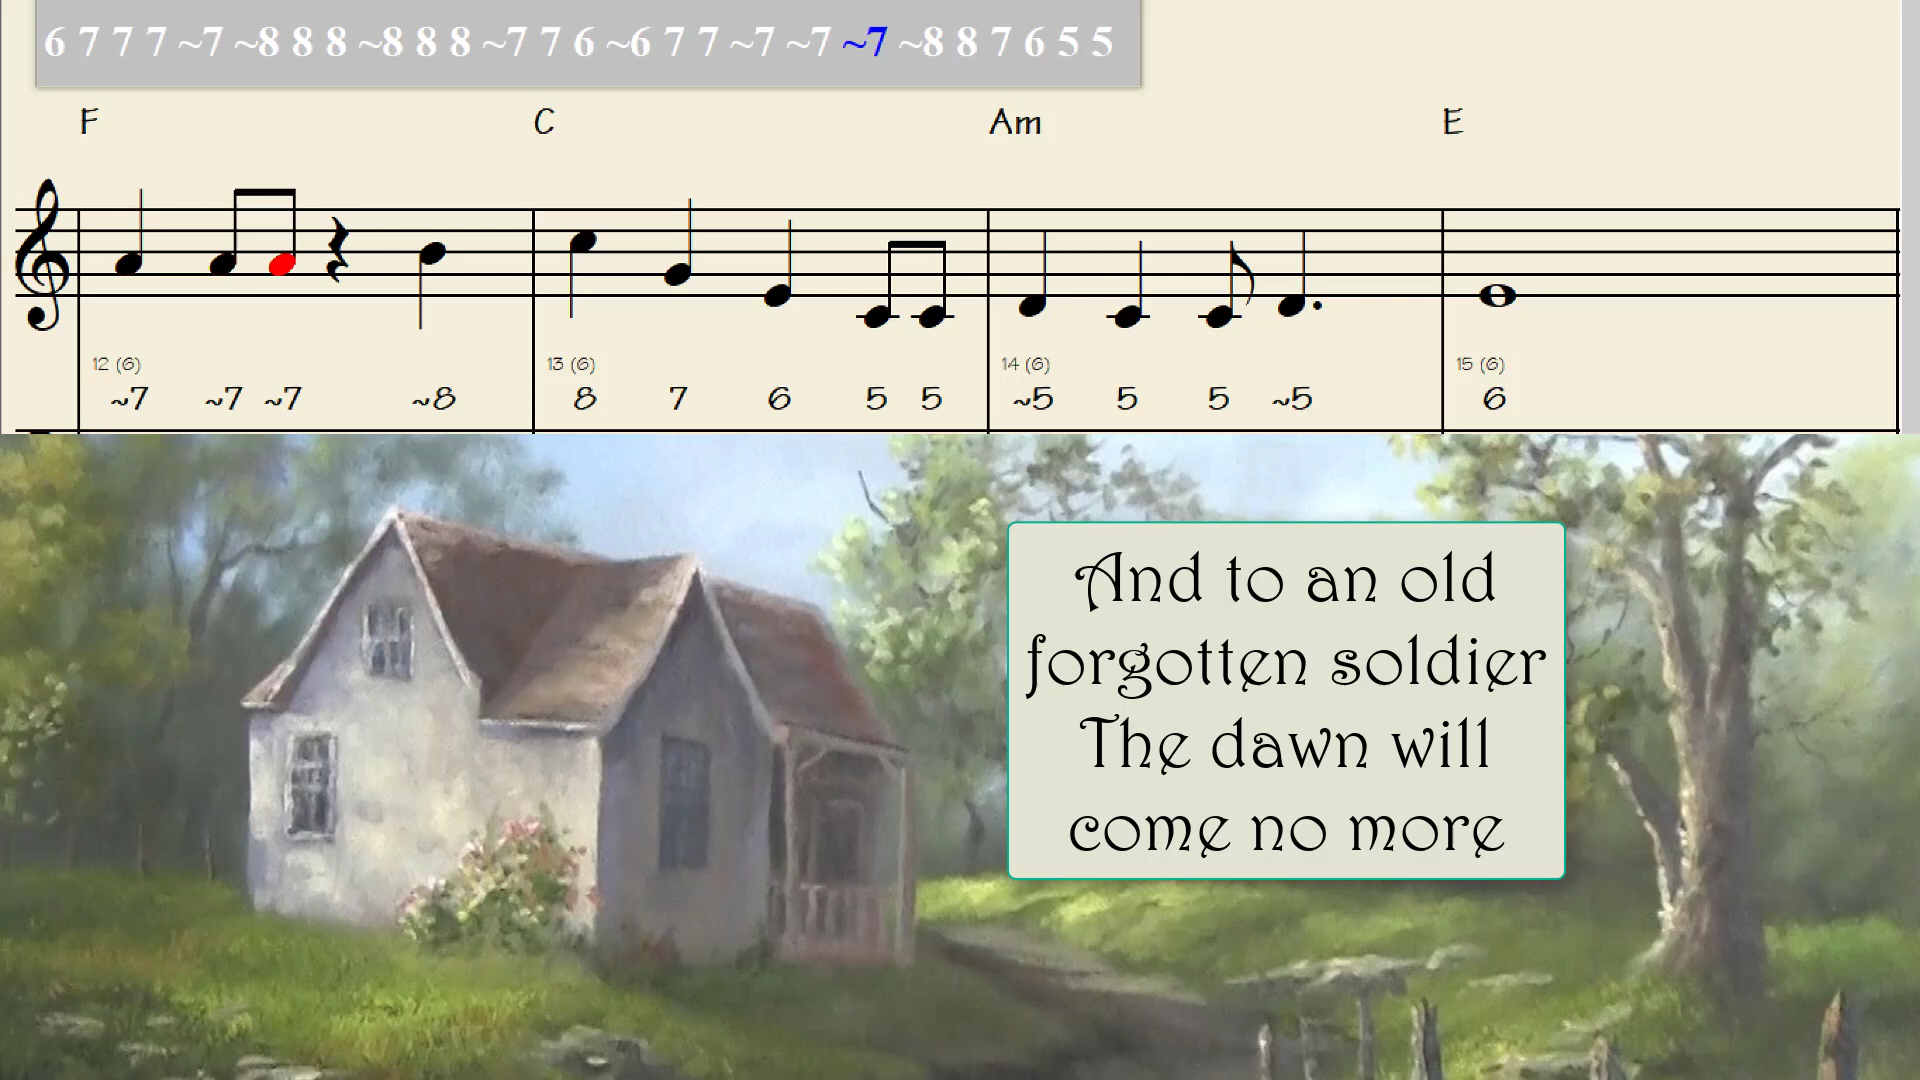 6 7 7 7 ~7 ~8 8 8 ~8 8 8 ~7 7 6 ~6 7 7 ~7 ~7 ~7 ~8 8 7 6 5 5
F C Am E
12 (6) 13 (6) 14 (6) 15 (6)
~7 ~7 ~7 ~8 8 7 6 5 5 ~5 5 5 ~5 6
And to an old
forgotten soldier
The dawn will
come no more